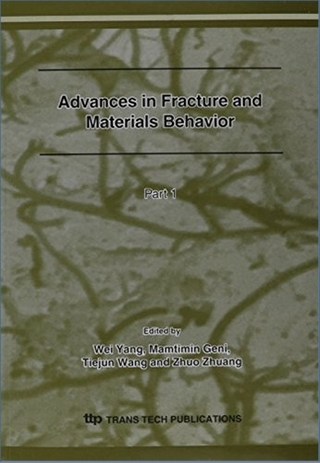 Advances in Fracture and
Materials Behavior
Part 1
Edited by
Wei Yang, Mamtimin Geni,
Tiejun Wang and Zhuo Zhuang
ttp TRANS TECH PUBLICATIONS